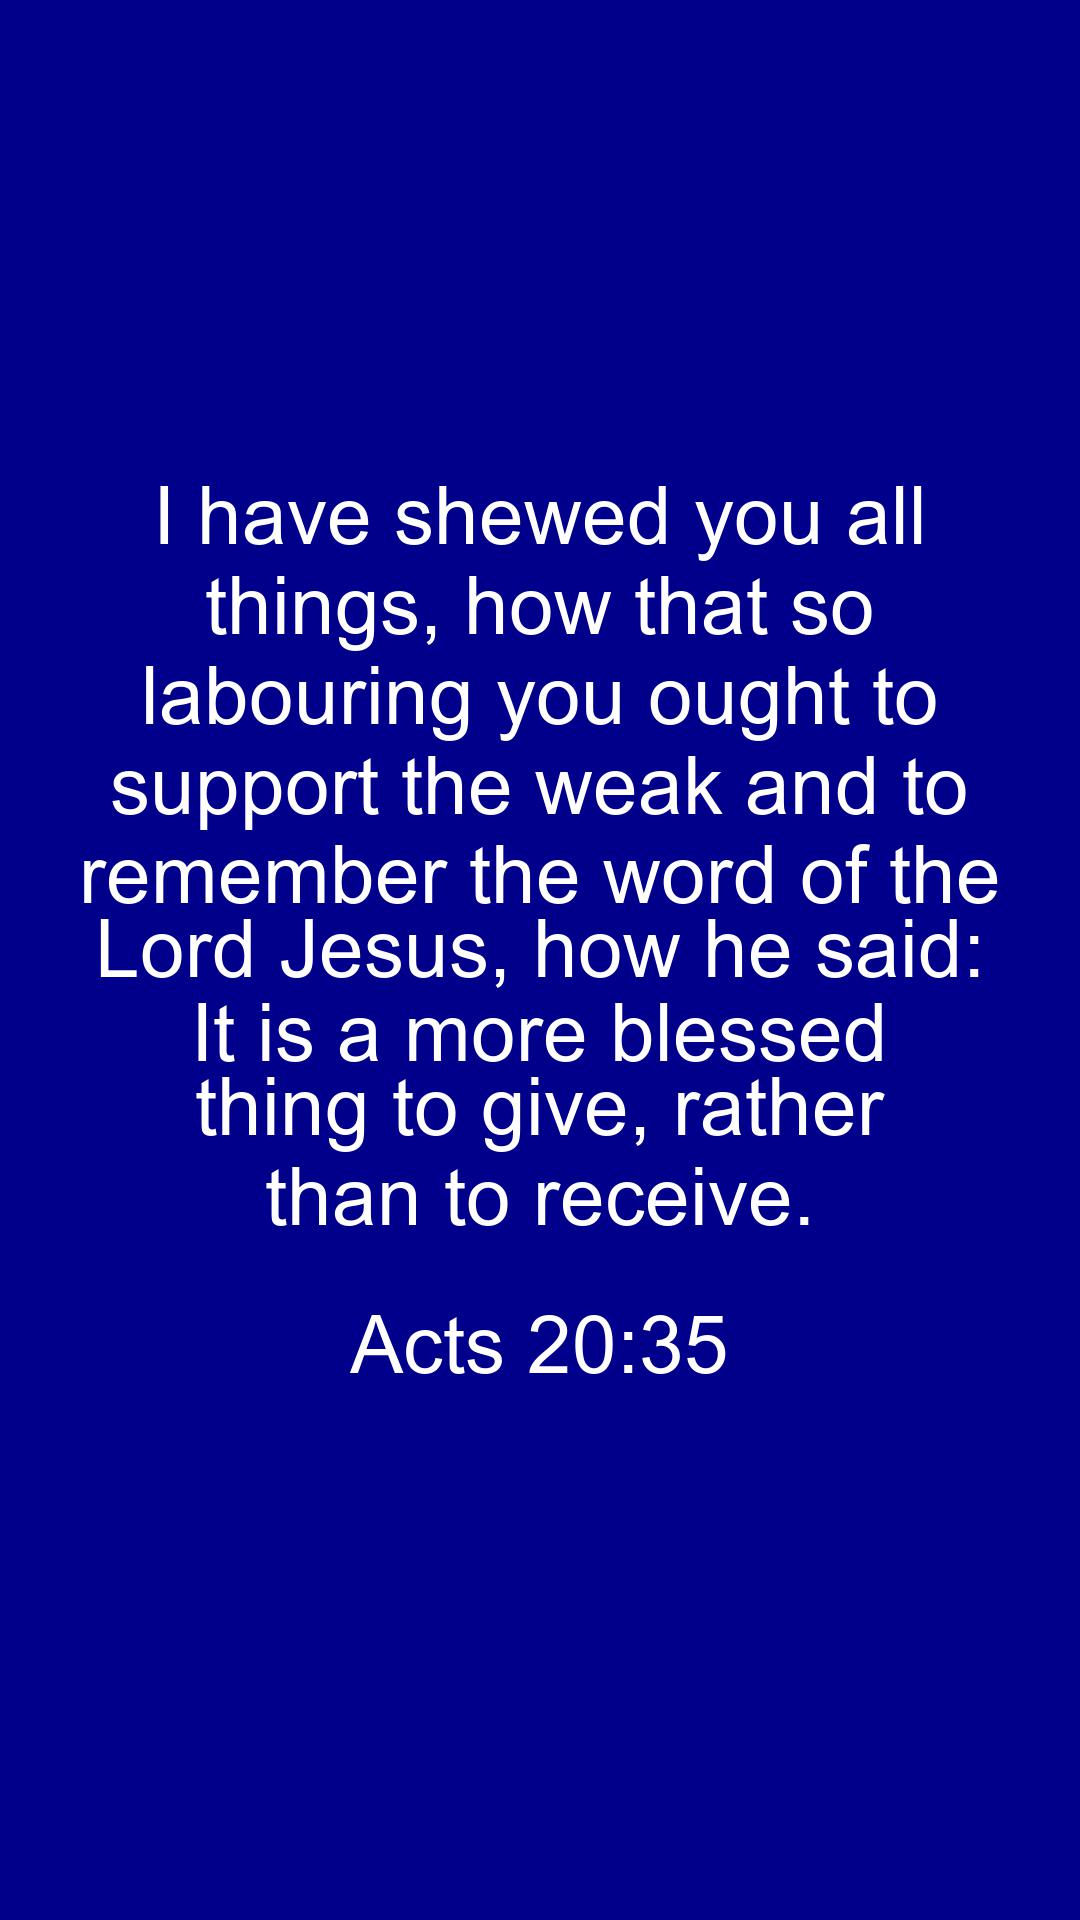 I have shewed you all
things, how that so
labouring you ought to
support the weak and to
remember the word of the
Lord Jesus, how he said:
It is a more blessed
thing to give, rather
than to receive.
Acts 20:35